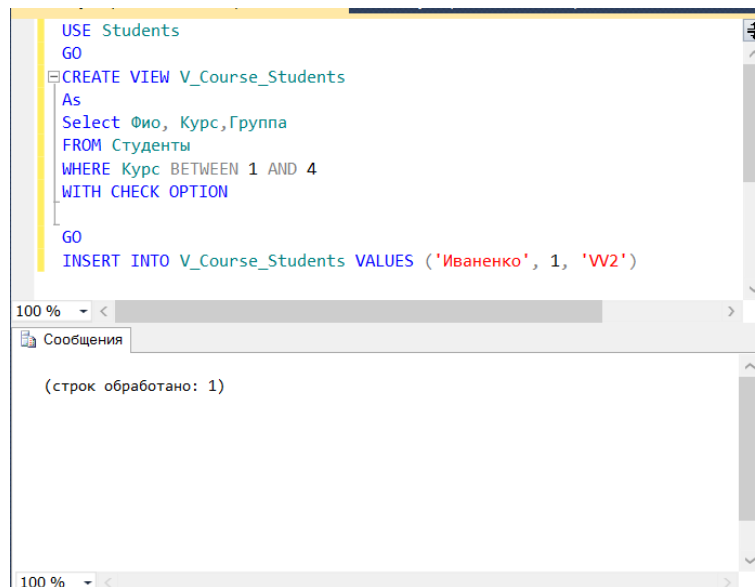 USE Students
GO
CREATE VIEW V_Course_Students
As
Select Фио, Курс,Группа
FROM Студенты
WHERE Курс BETWEEN 1 AND 4
WITH CHECK OPTION
GO
INSERT INTO V_Course_Students VALUES ('Иваненко', 1, 'VV2')
100 %
Сообщения
(строк обработано: 1)
100 %